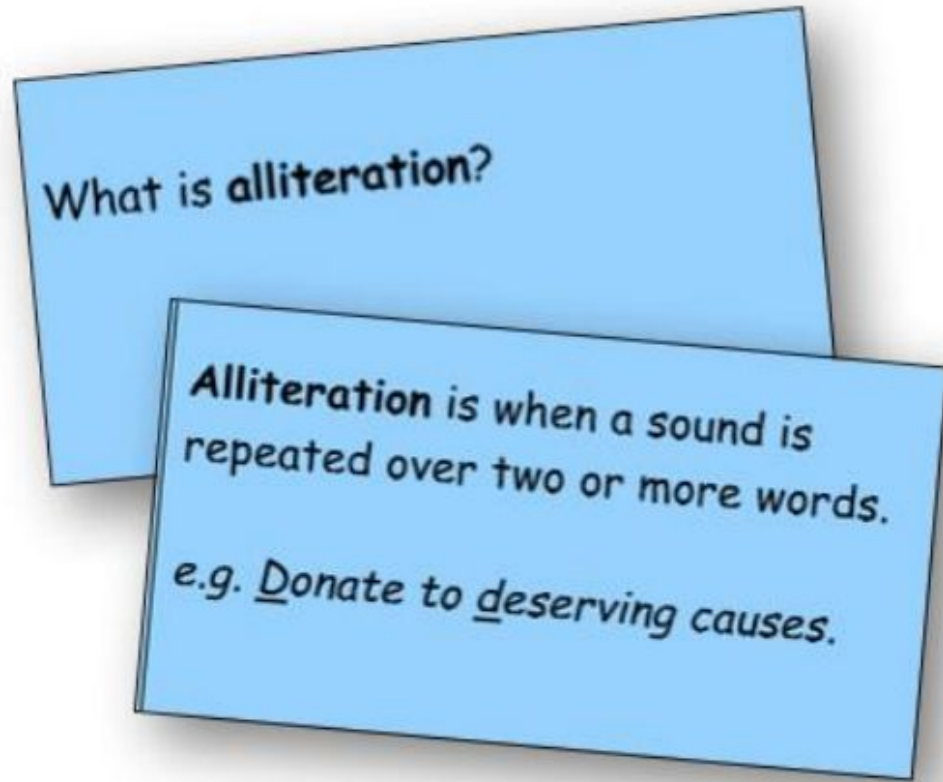 What is alliteration?
Alliteration is when a sound is
repeated over two or more words.
e.g. Donate to deserving causes.